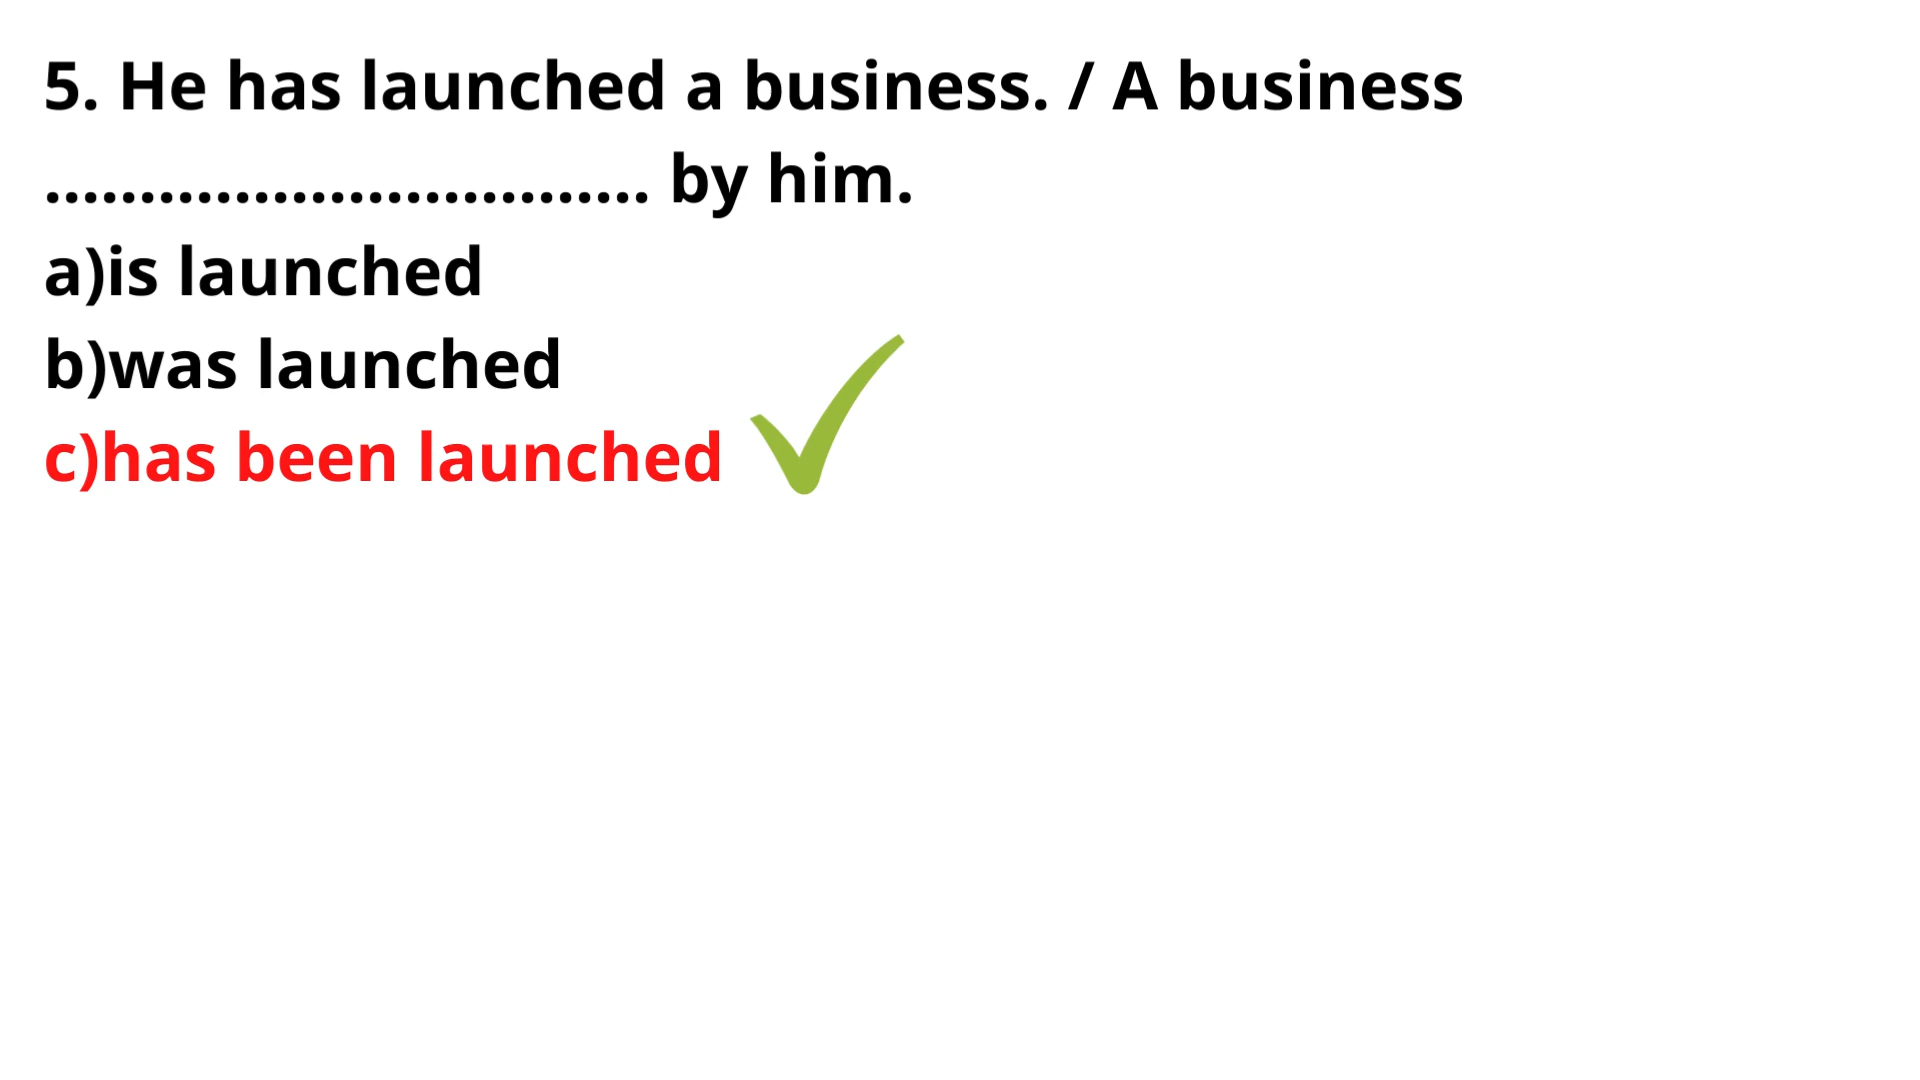 5. He has launched a business. / A business
................................ by him.
a)is launched
b)was launched
c)has been launched